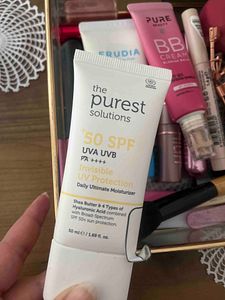 the
purest
solutions
50 SPF
UVA UVB
PA ++++
Invisible
UV Protection
Daily Ultimate Moisturizer
Shea Butter & 4 Types of
Hyaluronic Acid combined
with Broad Spectrum
SPF 50+ sun protection
50 ml / 1.69 fl. oz.
ERUDIA
PURE
BEAUTY
BB
CREAM